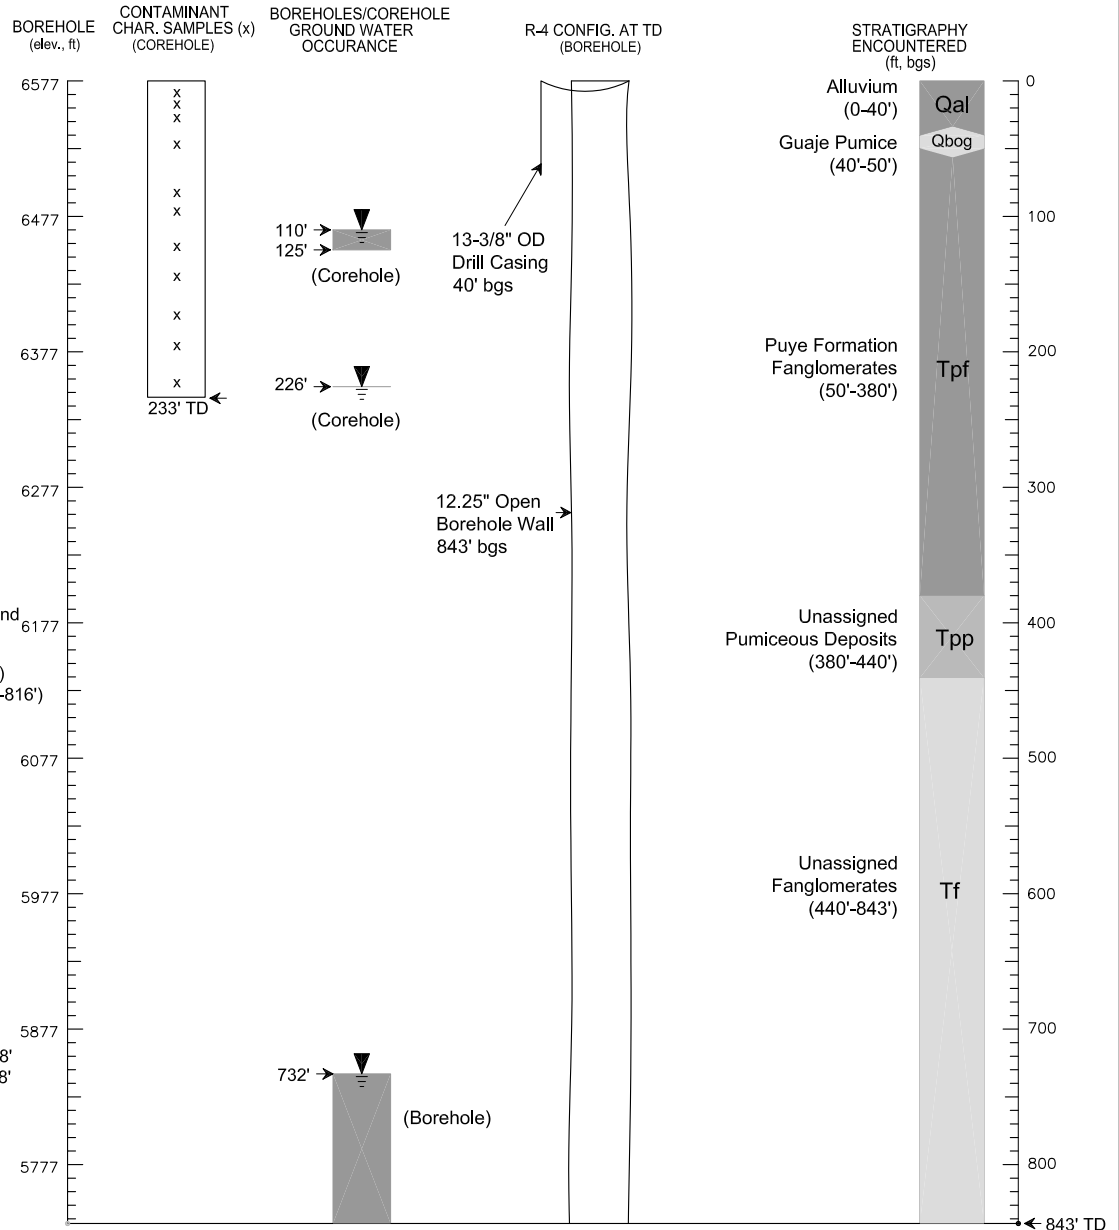 BOREHOLE
(elev., ft)
CONTAMINANT
CHAR. SAMPLES (x)
(COREHOLE)
BOREHOLES/COREHOLE
GROUND WATER
OCCURANCE
R-4 CONFIG. AT TD
(BOREHOLE)
STRATIGRAPHY
ENCOUNTERED
(ft, bgs)
6577
6477
6377
6277
6177
6077
5977
5877
5777
nd
)
-816')
8'
8'
x
x
x
x
x
x
x
x
x
x
x
233' TD
110'
125'
(Corehole)
226'
(Corehole)
732'
(Borehole)
13-3/8" OD
Drill Casing
40' bgs
12.25" Open
Borehole Wall
843' bgs
Alluvium
(0-40')
Qal
Guaje Pumice
(40'-50')
Qbog
Puye Formation
Fanglomerates
(50'-380')
Tpf
Unassigned
Pumiceous Deposits
(380'-440')
Tpp
Unassigned
Fanglomerates
(440'-843')
Tf
0
100
200
300
400
500
600
700
800
843' TD